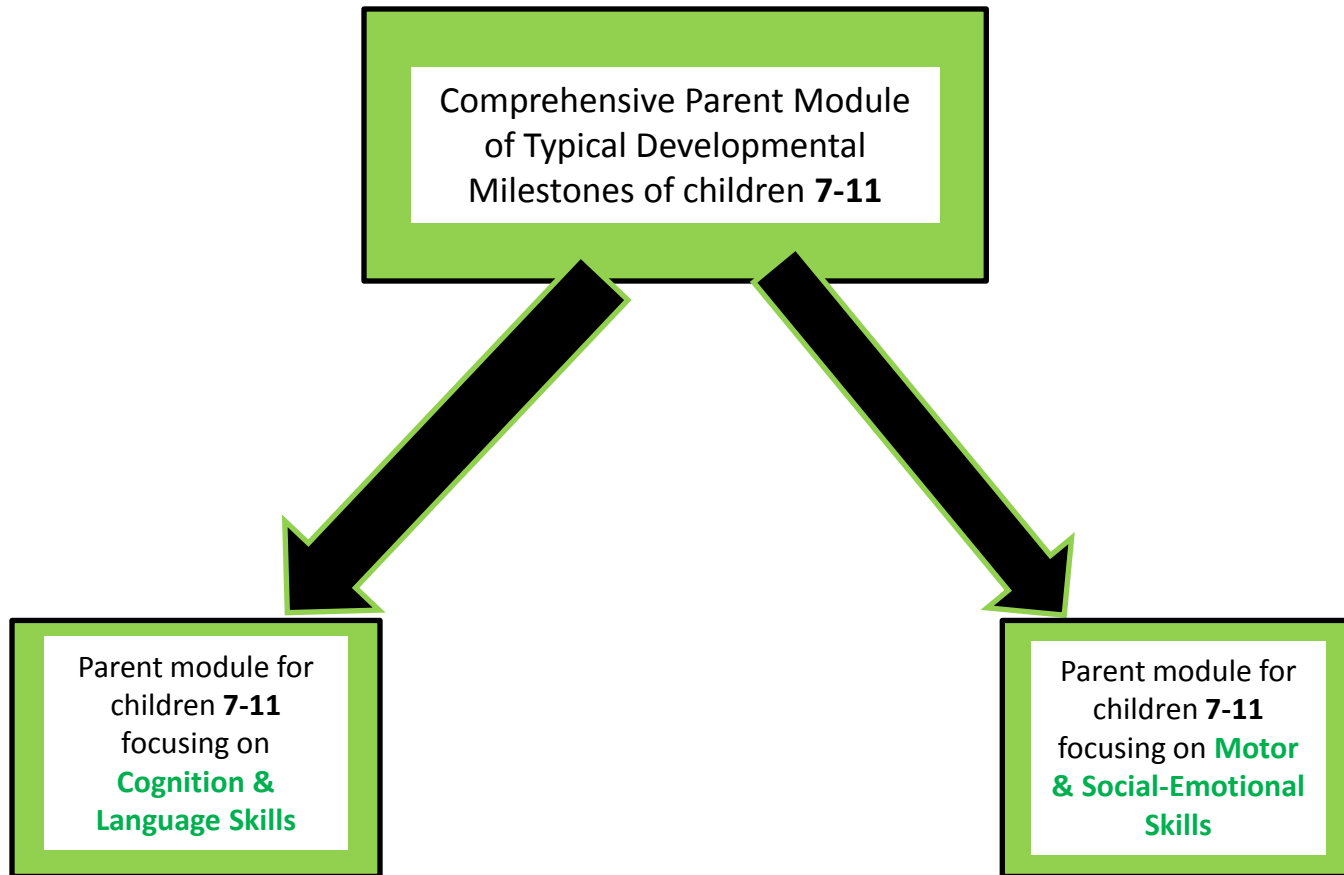 Comprehensive Parent Module
of Typical Developmental
Milestones of children 7-11
Parent module for
children 7-11
focusing on
Cognition &
Language Skills
Parent module for
children 7-11
focusing on Motor
& Social-Emotional
Skills